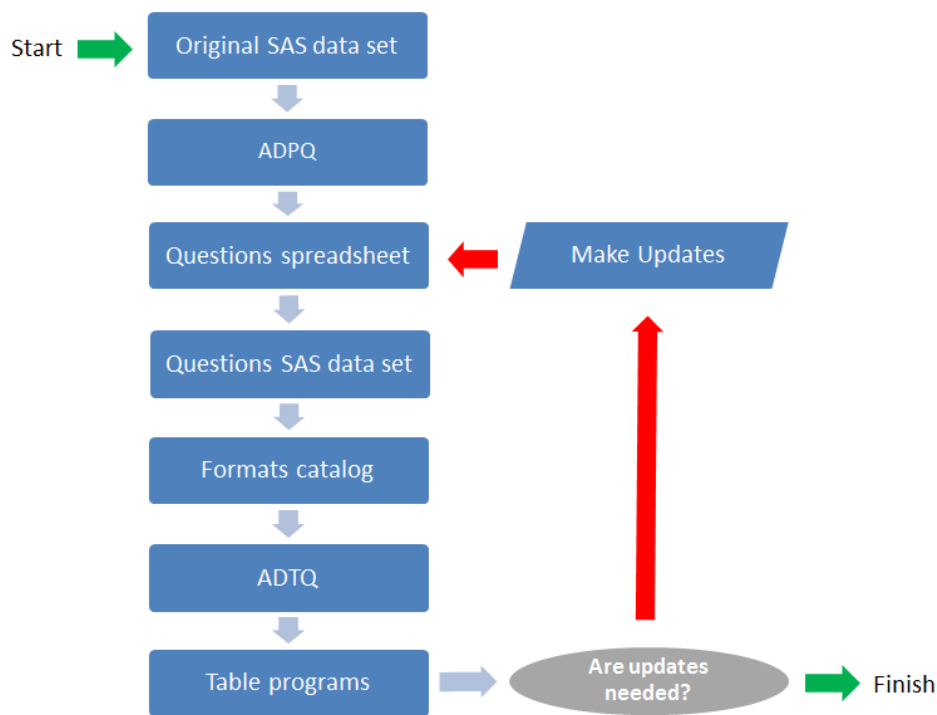 Start
Original SAS data set
ADPQ
Questions spreadsheet
Make Updates
Questions SAS data set
Formats catalog
ADTQ
Table programs
Are updates
needed?
Finish